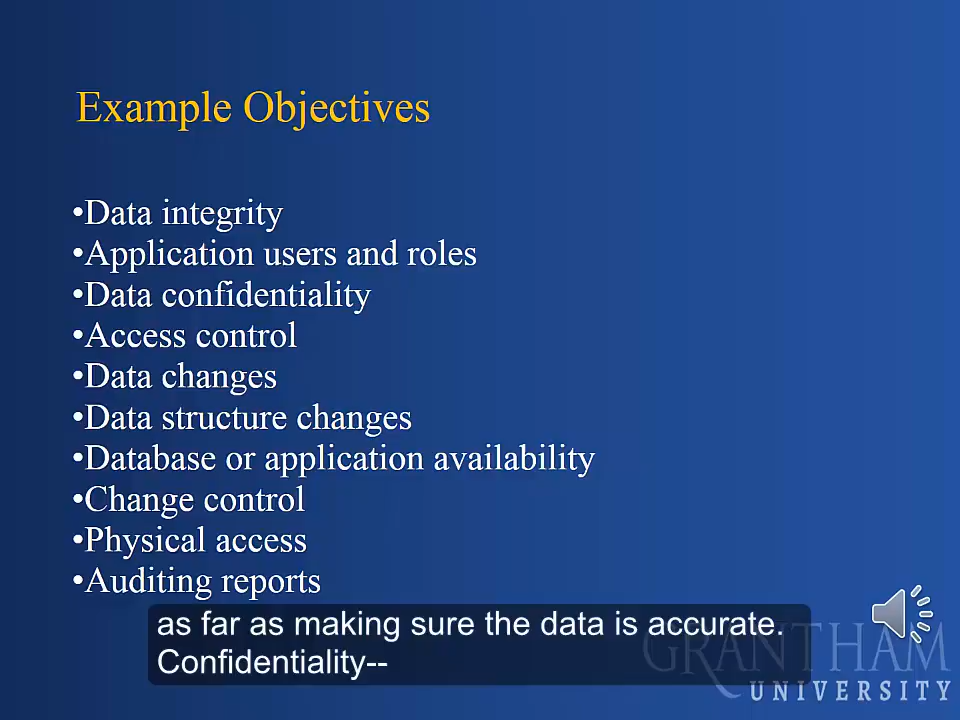 Example Objectives
•Data integrity
•Application users and roles
•Data confidentiality
•Access control
•Data changes
•Data structure changes
•Database or application availability
•Change control
•Physical access
•Auditing reports
as far as making sure the data is accurate.
Confidentiality--
GRANTHAM
UNIVERSITY